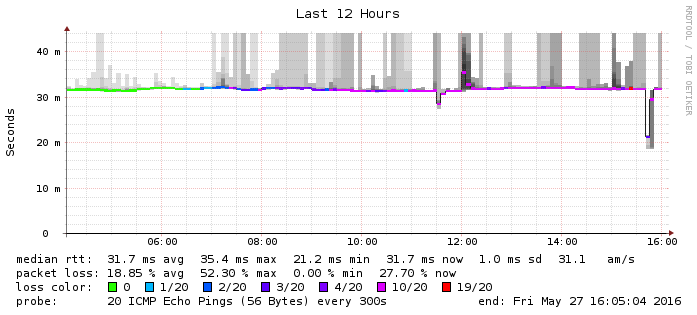 Last 12 Hours
RRDTOOL / TOBI OETIKER
Seconds
40 m
30 m
20 m
10 m
0
06:00 08:00 10:00 12:00 14:00 16:00
median rtt: 31.7 ms avg 35.4 ms max 21.2 ms min 31.7 ms now 1.0 ms sd 31.1 am/s
packet loss: 18.85 % avg 52.30 % max 0.00 % min 27.70 % now
loss color: 0 1/20 2/20 3/20 4/20 10/20 19/20
probe: 20 ICMP Echo Pings (56 Bytes) every 300s end: Fri May 27 16:05:04 2016